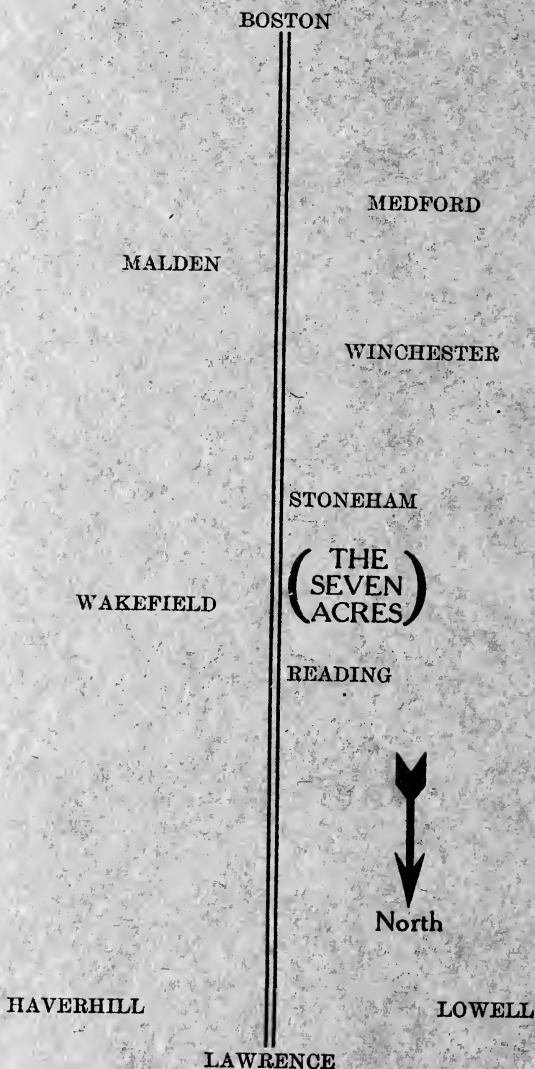 BOSTON
MEDFORD
MALDEN
WINCHESTER
STONEHAM
(THE
SEVEN
ACRES)
WAKEFIELD
READING
North
HAVERHILL
LOWELL
LAWRENCE